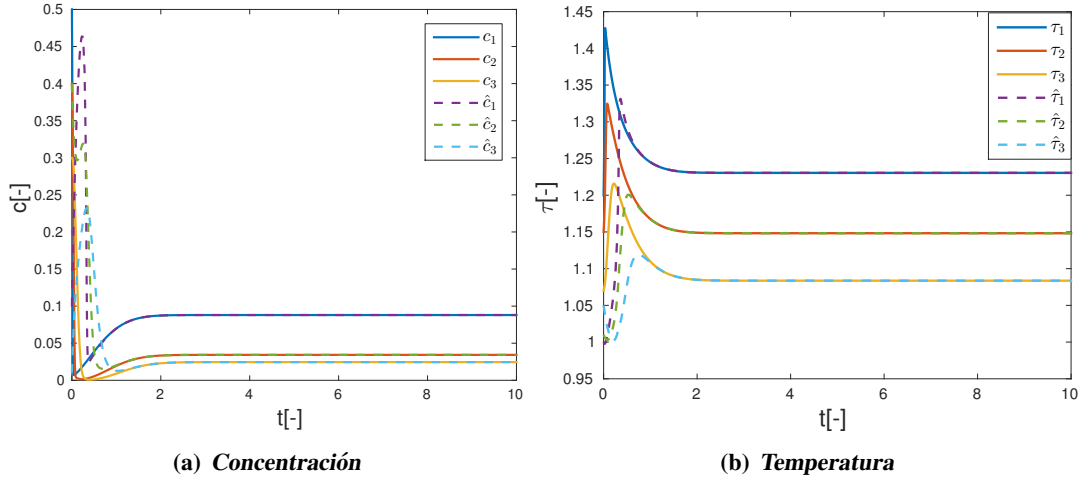 0.5
0.45
0.4
0.35
0.3
0.25
0.2
0.15
0.1
0.05
0
c[-]
0 2 4 6 8 10
t[-]
c₁
c₂
c₃
ĉ₁
ĉ₂
ĉ₃
(a) Concentración
1.45
1.4
1.35
1.3
1.25
1.2
1.15
1.1
1.05
1
0.95
τ[-]
0 2 4 6 8 10
t[-]
τ₁
τ₂
τ₃
τ̂₁
τ̂₂
τ̂₃
(b) Temperatura